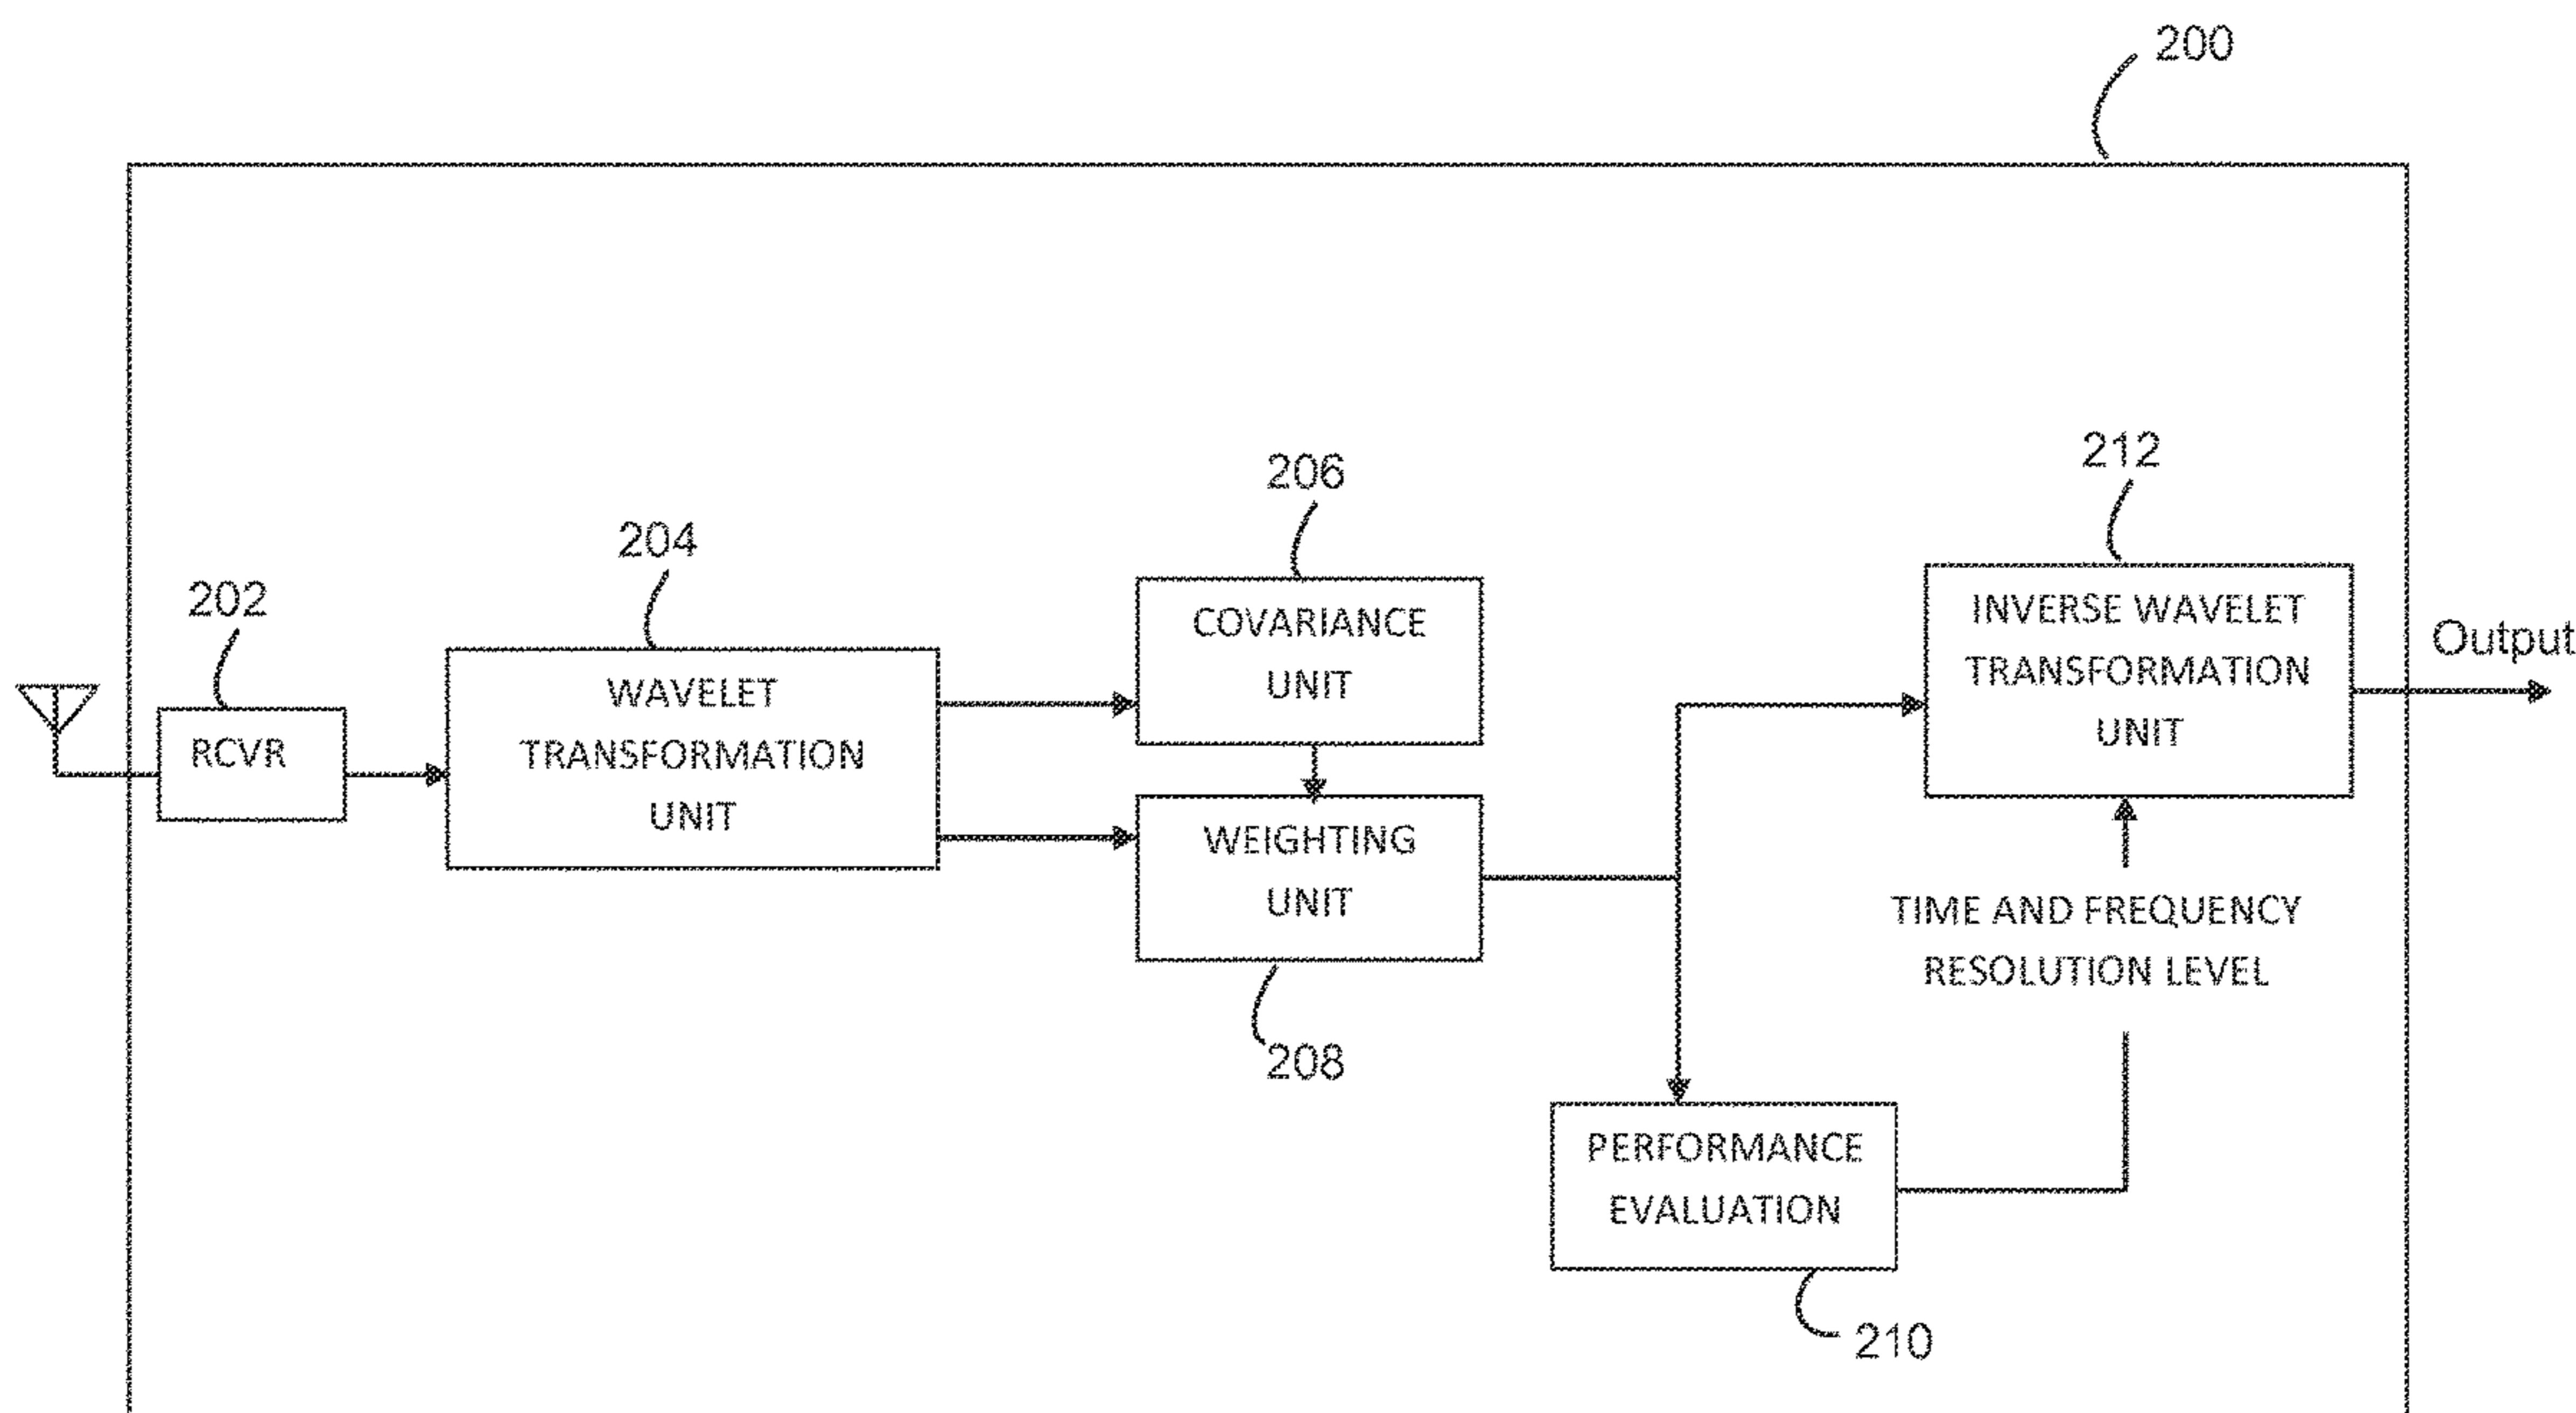 200
212
206
204
202
INVERSE WAVELET
TRANSFORMATION
UNIT
COVARIANCE
UNIT
Output
WAVELET
TRANSFORMATION
UNIT
RCVR
WEIGHTING
UNIT
TIME AND FREQUENCY
RESOLUTION LEVEL
208
PERFORMANCE
EVALUATION
210